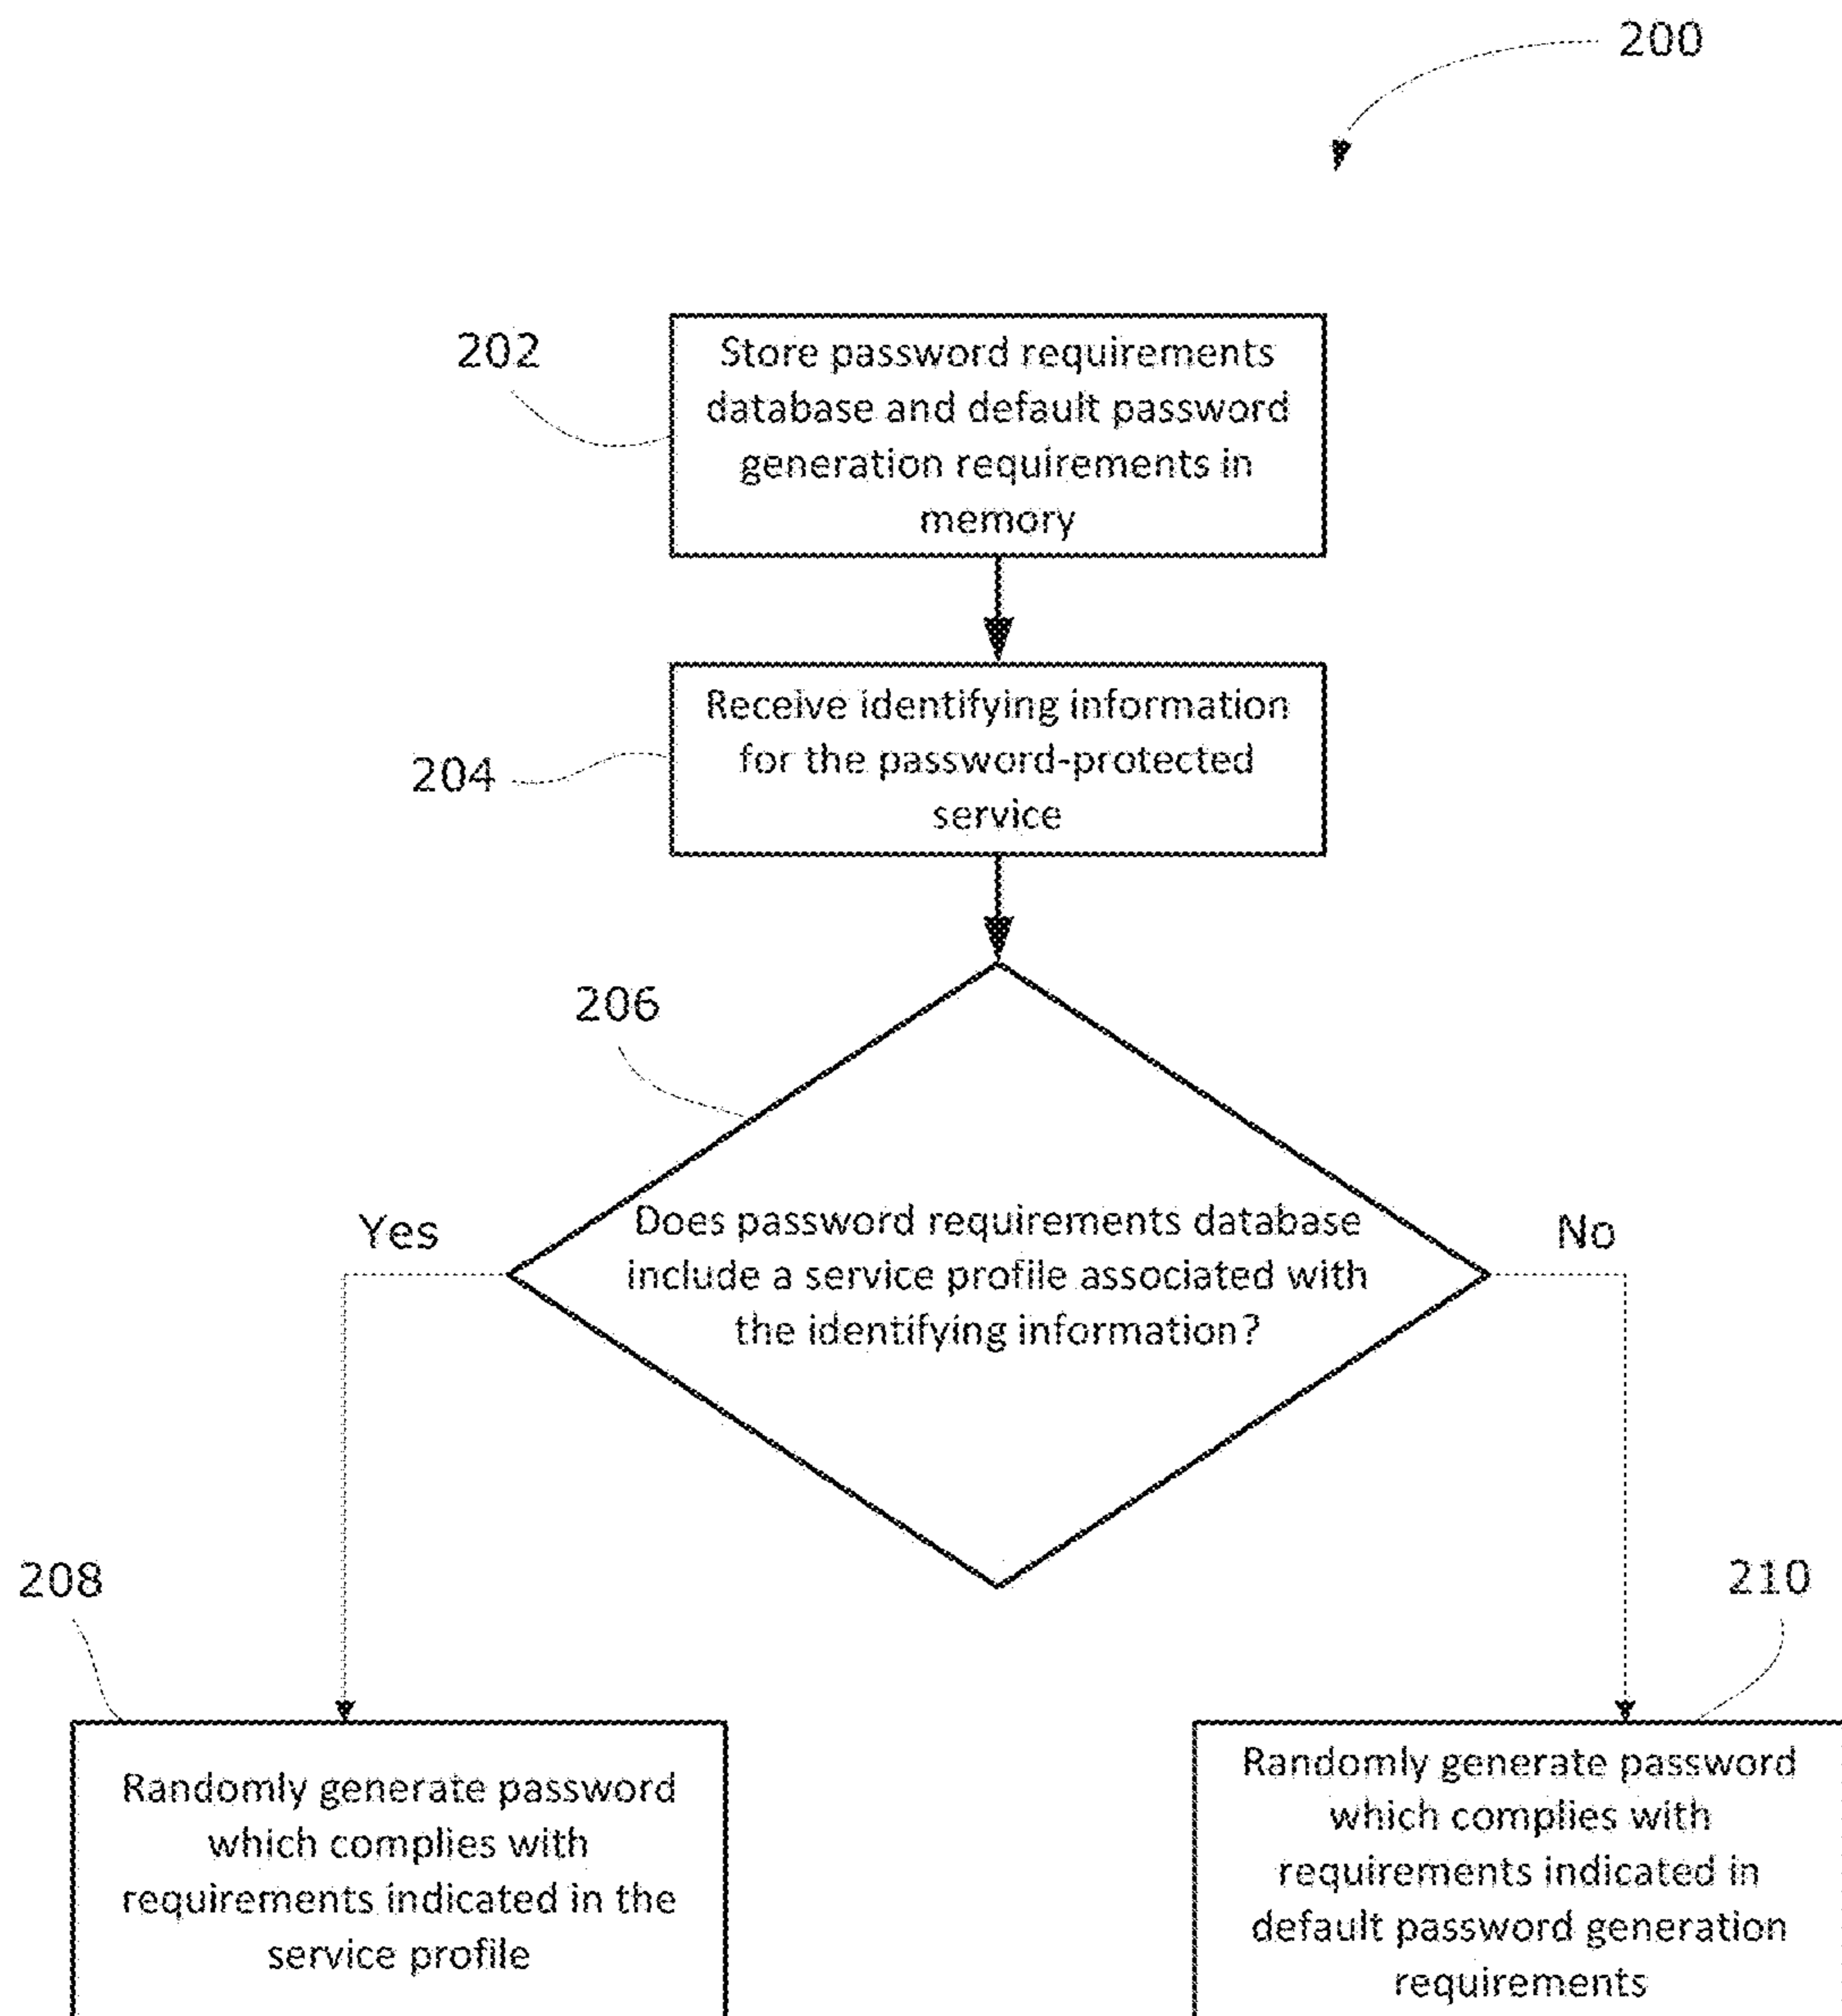 200
202
Store password requirements
database and default password
generation requirements in
memory
204
Receive identifying information
for the password-protected
service
206
Does password requirements database
include a service profile associated with
the identifying information?
Yes
No
208
Randomly generate password
which complies with
requirements indicated in the
service profile
210
Randomly generate password
which complies with
requirements indicated in
default password generation
requirements